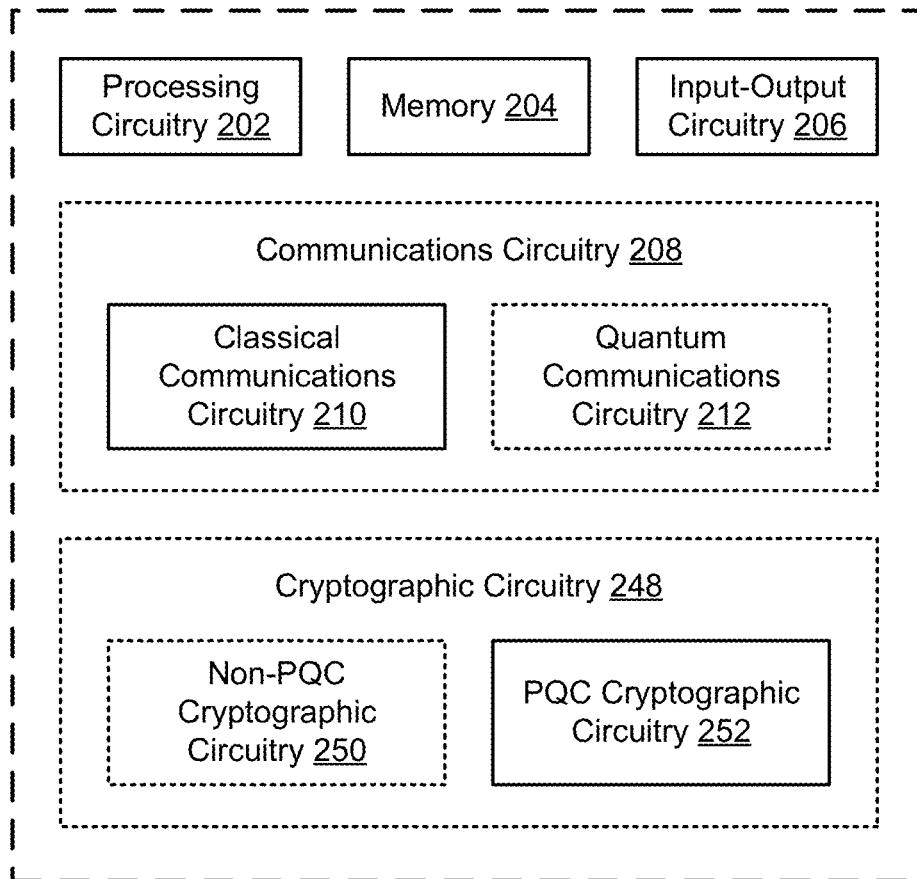 Processing
Circuitry 202
Memory 204
Input-Output
Circuitry 206
Communications Circuitry 208
Classical
Communications
Circuitry 210
Quantum
Communications
Circuitry 212
Cryptographic Circuitry 248
Non-PQC
Cryptographic
Circuitry 250
PQC Cryptographic
Circuitry 252